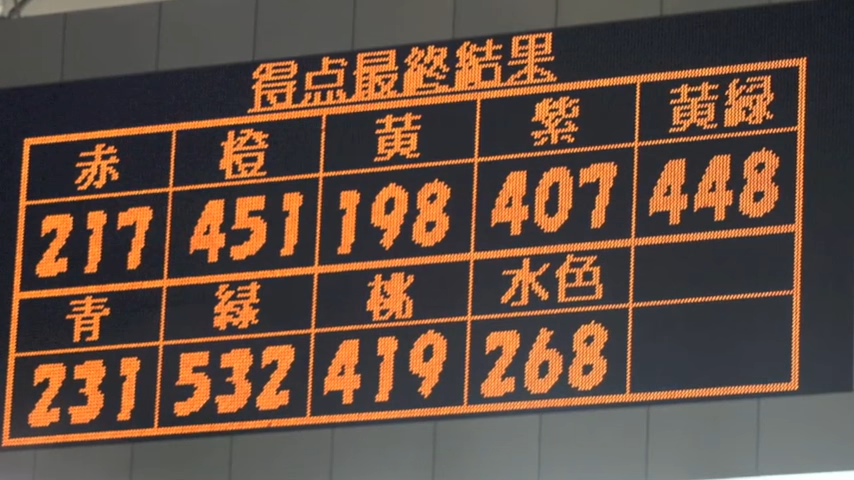 得点最終結果
赤 橙 黄 紫 黄緑
217 451 198 407 448
青 緑 桃 水色
231 532 419 268